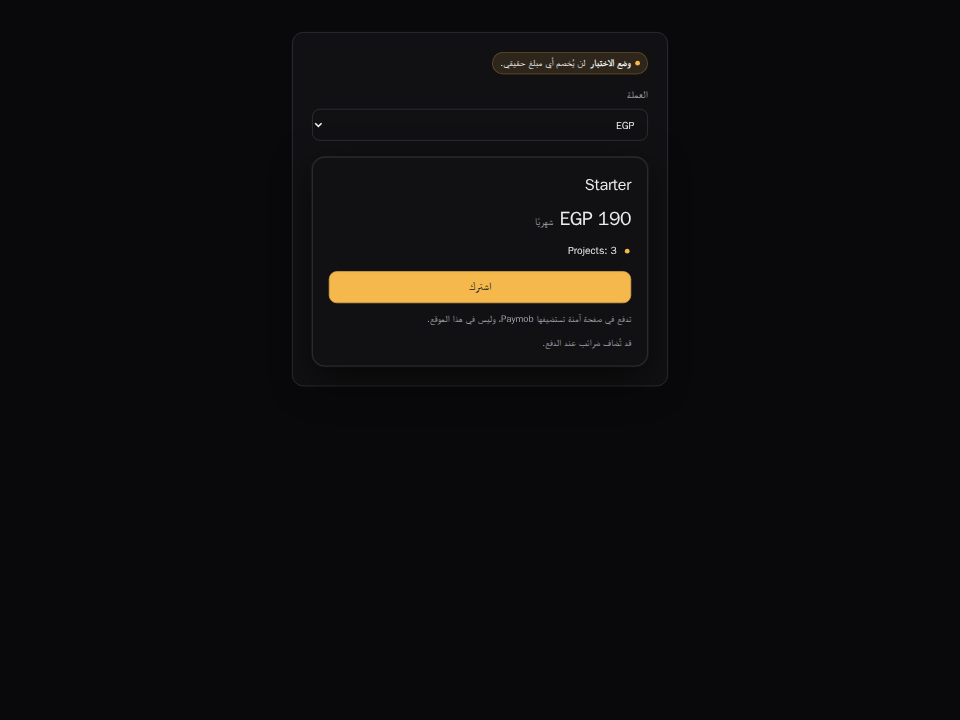 وضع الاختبار لن يُخصم أي مبلغ حقيقي.
العملة
EGP
Starter
EGP 190 شهريًا
Projects: 3
اشترك
تدفع في صفحة آمنة تستضيفها Paymob، وليس في هذا الموقع.
قد تُضاف ضرائب عند الدفع.